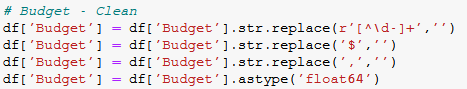 # Budget - Clean
df['Budget'] = df['Budget'].str.replace(r'[^\d-]+','')
df['Budget'] = df['Budget'].str.replace('$','')
df['Budget'] = df['Budget'].str.replace(',','')
df['Budget'] = df['Budget'].astype('float64')